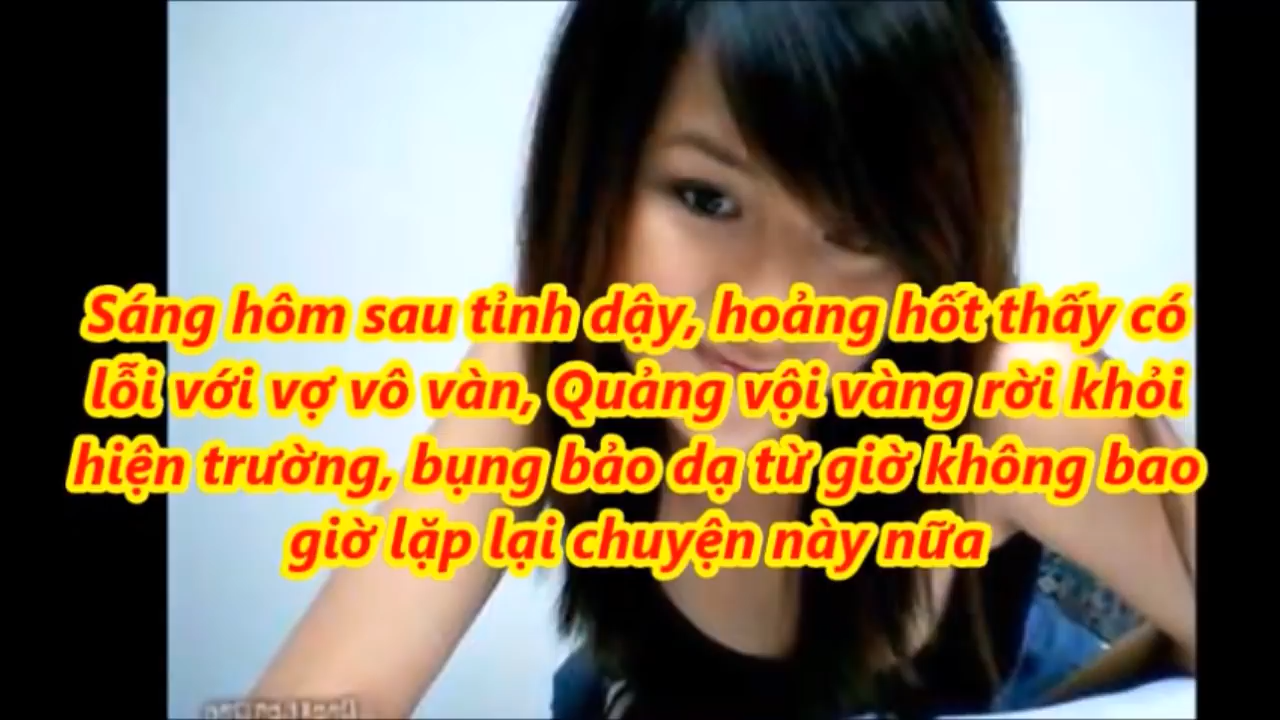 Sáng hôm sau tỉnh dậy, hoảng hốt thấy có
lỗi với vợ vô vàn, Quảng vội vàng rời khỏi
hiện trường, bụng bảo dạ từ giờ không bao
giờ lặp lại chuyện này nữa